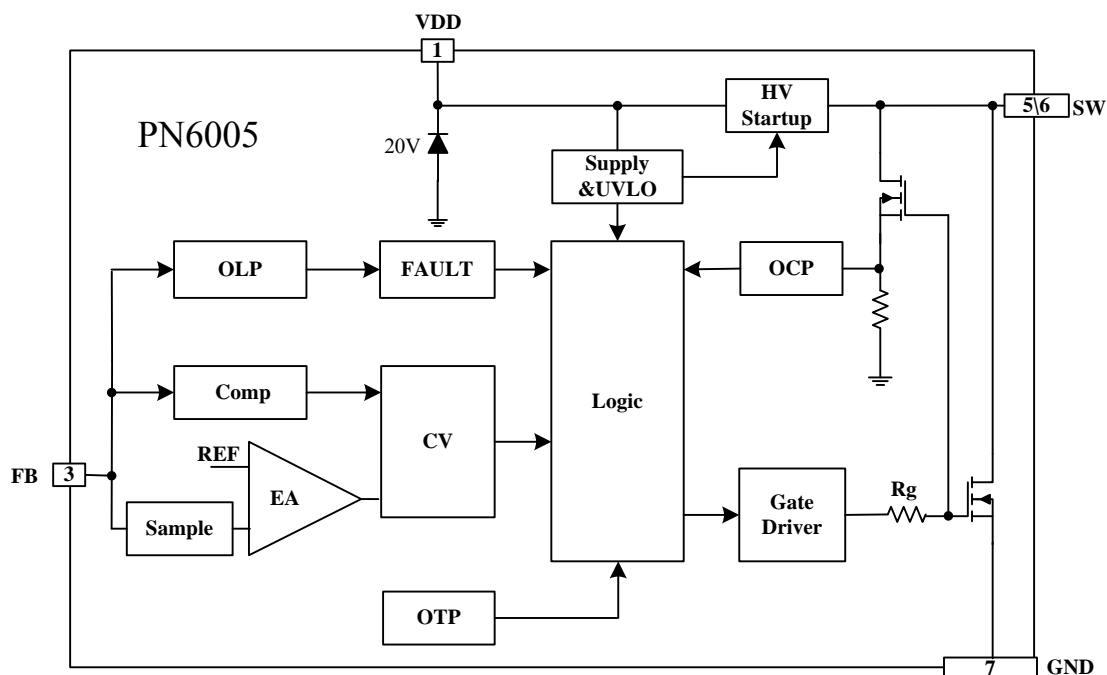 VDD
1
PN6005
20V
HV
Startup
5\6
SW
Supply
&UVLO
OLP
FAULT
OCP
Comp
CV
Logic
FB
3
REF
EA
Sample
Gate
Driver
Rg
OTP
7
GND